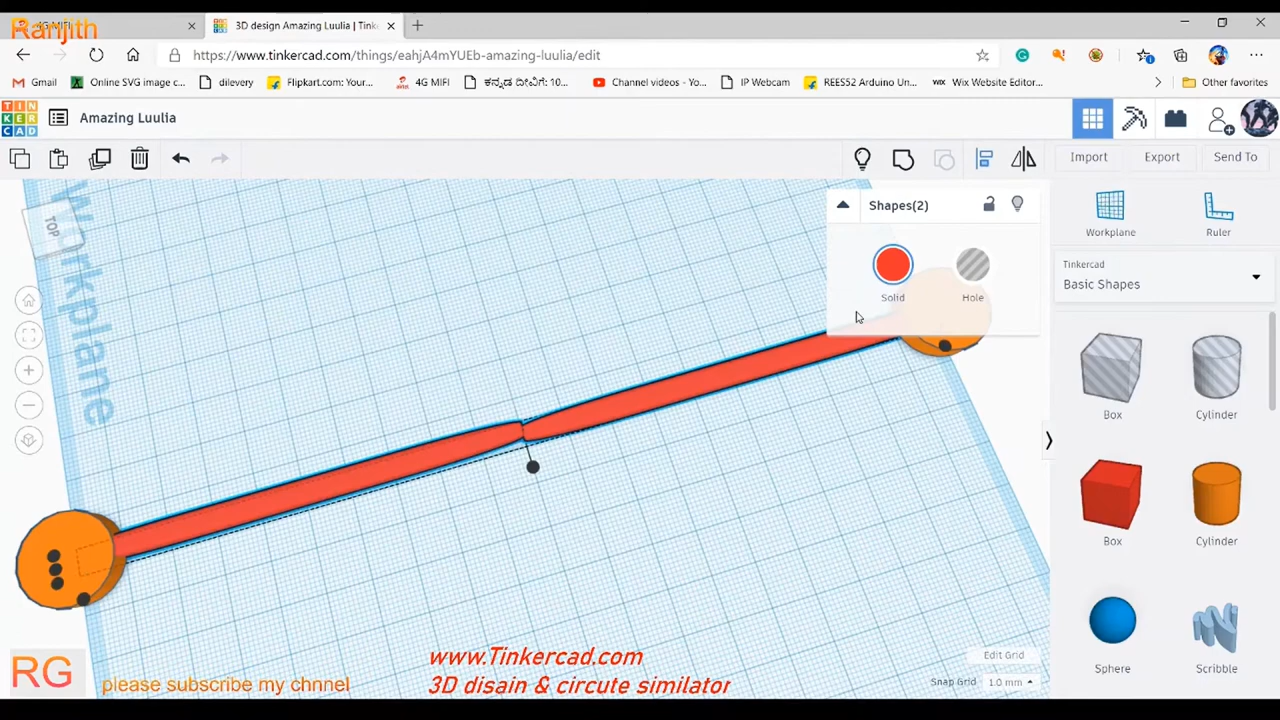 Ranjith
4G MIFI
3D design Amazing Luulia | Tink
https://www.tinkercad.com/things/eahjA4mYUEb-amazing-luulia/edit
Gmail
Online SVG image c...
dilevery
Flipkart.com: Your...
4G MIFI
ಕನ್ನಡ ದೀವಿಗೆ: 10...
Channel videos - Yo...
IP Webcam
REES52 Arduino Un...
WIX Wix Website Editor...
Other favorites
TIN
KER
CAD
Amazing Luulia
Import
Export
Send To
Workplane
TOP
Shapes(2)
Solid
Hole
Workplane
Ruler
Tinkercad
Basic Shapes
Box
Cylinder
Box
Cylinder
Sphere
Scribble
Edit Grid
Snap Grid 1.0 mm
RG
please subscribe my chnnel
www.Tinkercad.com
3D disain & circute similator